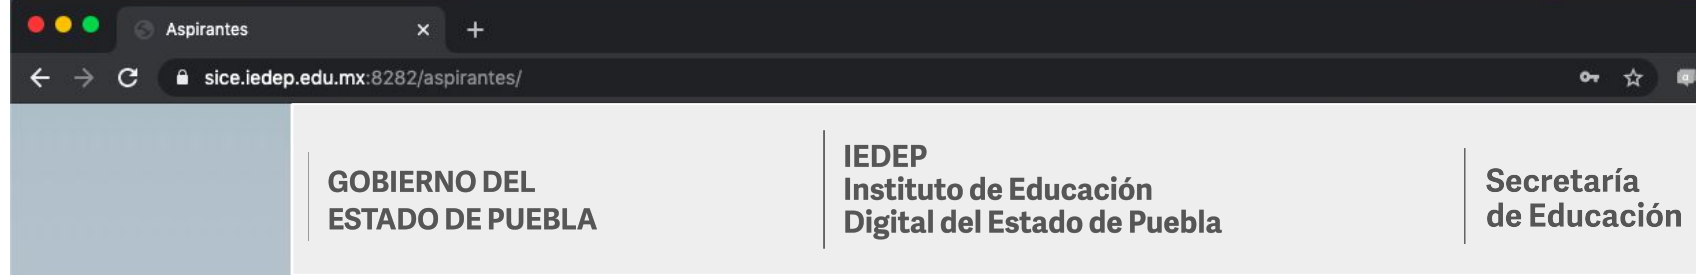 Aspirantes
sice.iedep.edu.mx:8282/aspirantes/
GOBIERNO DEL
ESTADO DE PUEBLA
IEDEP
Instituto de Educación
Digital del Estado de Puebla
Secretaría
de Educación